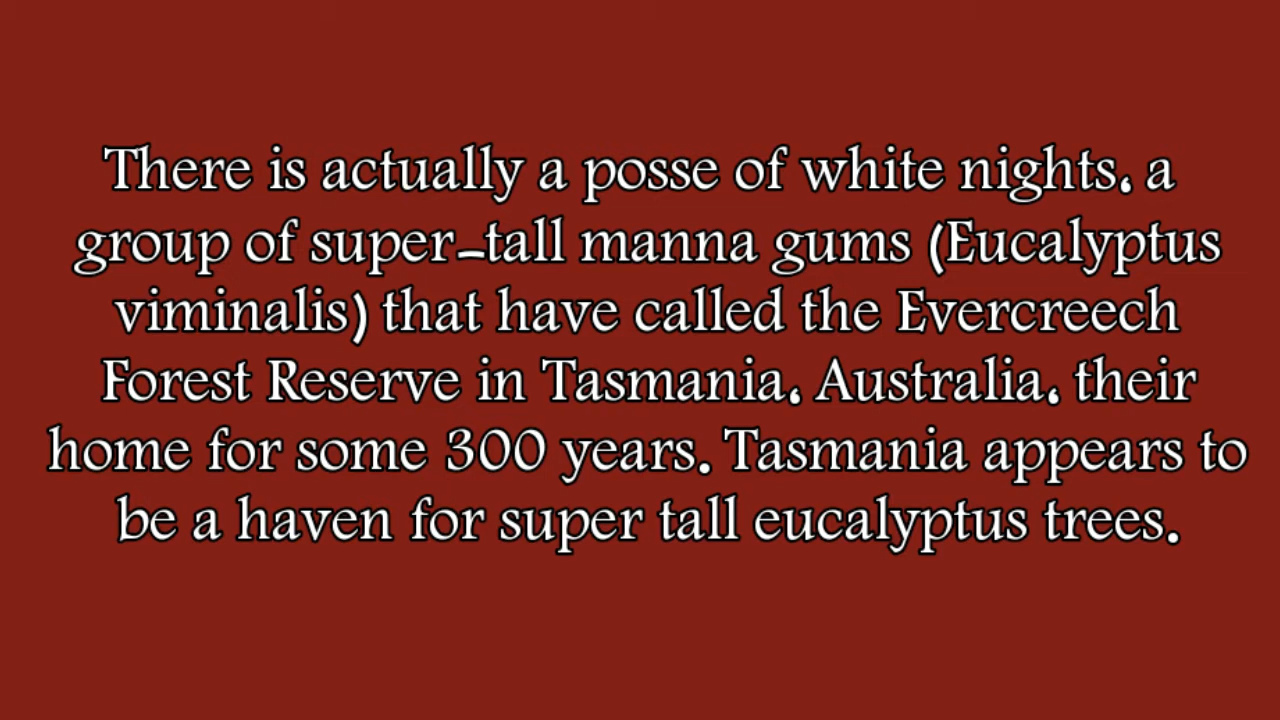 There is actually a posse of white nights, a
group of super-tall manna gums (Eucalyptus
viminalis) that have called the Evercreech
Forest Reserve in Tasmania, Australia, their
home for some 300 years. Tasmania appears to
be a haven for super tall eucalyptus trees.